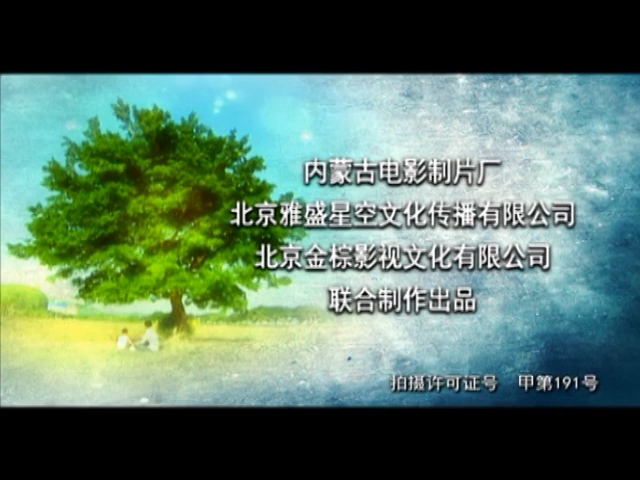 内蒙古电影制片厂
北京雅盛星空文化传播有限公司
北京金棕影视文化有限公司
联合制作出品
拍摄许可证号 甲第191号